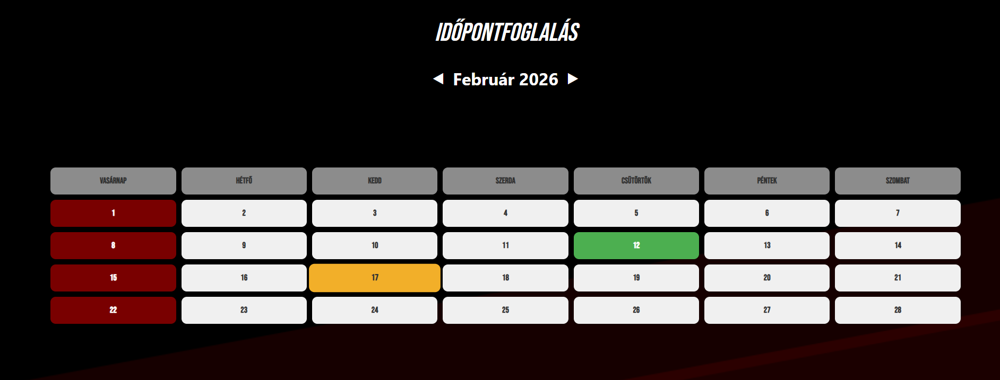 IDŐPONTFOGLALÁS
◀ Február 2026 ▶
VASÁRNAP HÉTFŐ KEDD SZERDA CSÜTÖRTÖK PÉNTEK SZOMBAT
1 2 3 4 5 6 7
8 9 10 11 12 13 14
15 16 17 18 19 20 21
22 23 24 25 26 27 28